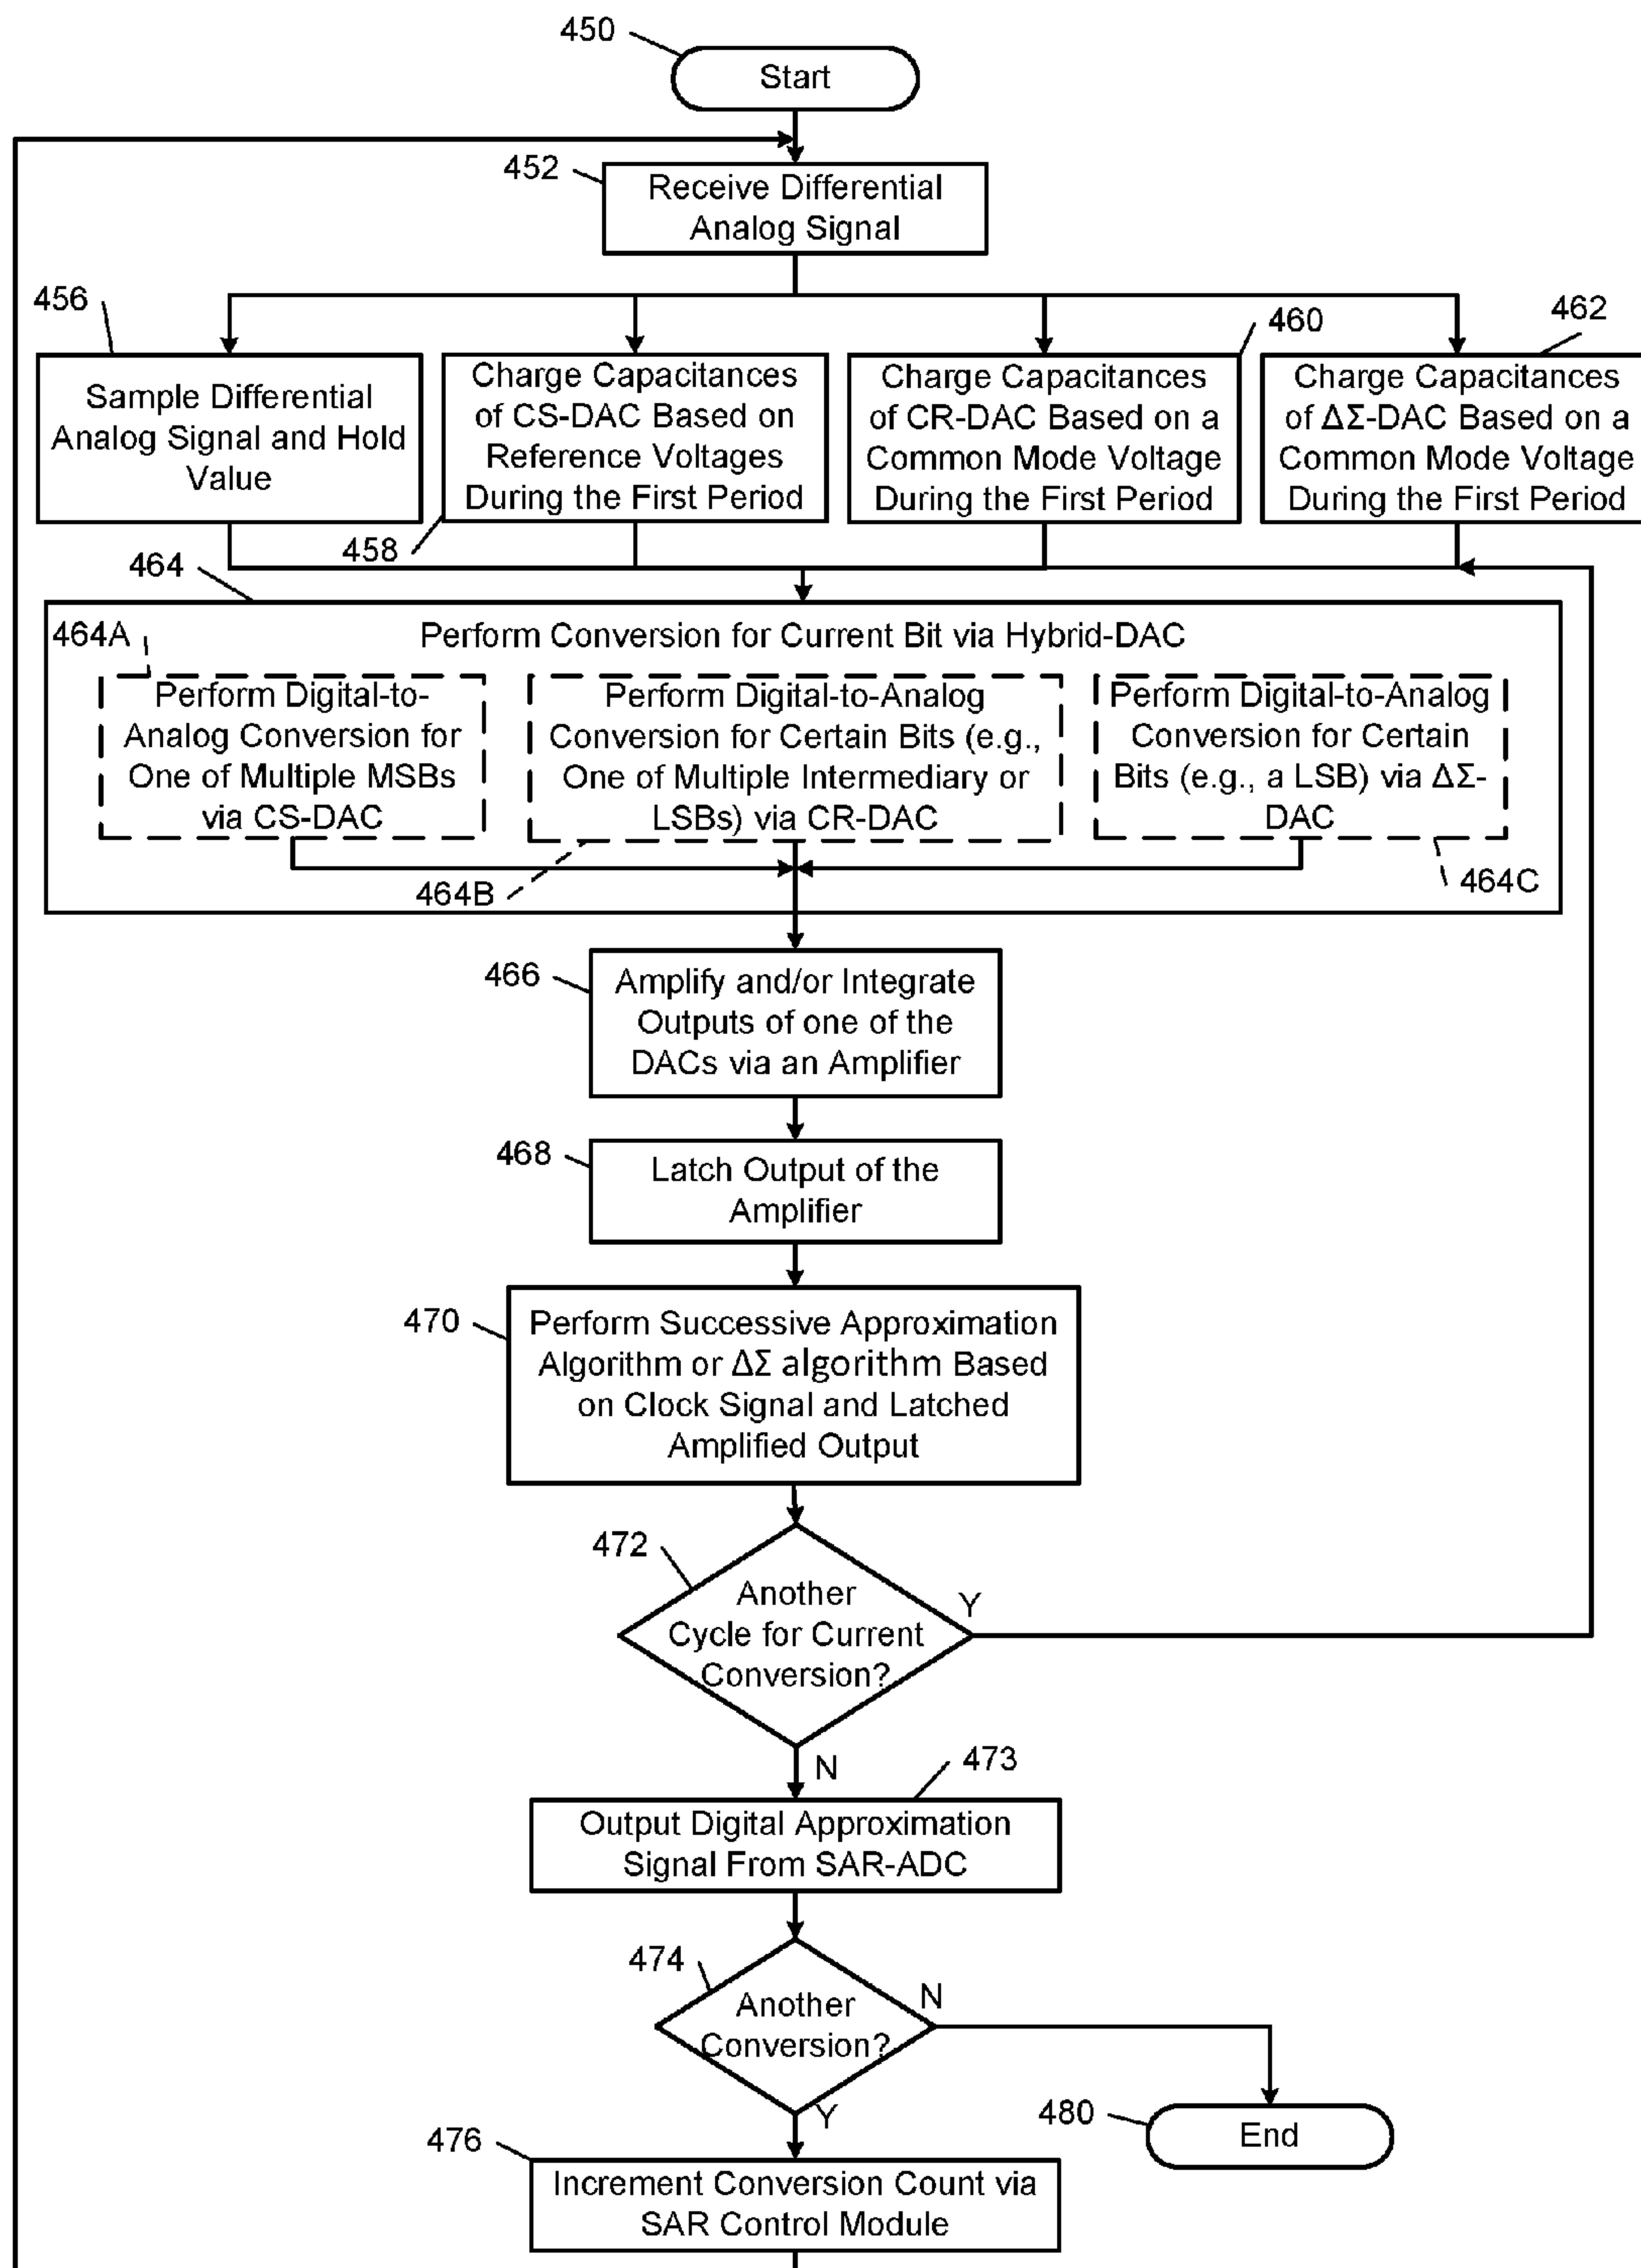 450
Start
452
Receive Differential
Analog Signal
456
Sample Differential
Analog Signal and Hold
Value
458
Charge Capacitances
of CS-DAC Based on
Reference Voltages
During the First Period
460
Charge Capacitances
of CR-DAC Based on a
Common Mode Voltage
During the First Period
462
Charge Capacitances
of ΔΣ-DAC Based on a
Common Mode Voltage
During the First Period
464
Perform Conversion for Current Bit via Hybrid-DAC
464A
Perform Digital-to-
Analog Conversion for
One of Multiple MSBs
via CS-DAC
464B
Perform Digital-to-Analog
Conversion for Certain Bits (e.g.,
One of Multiple Intermediary or
LSBs) via CR-DAC
464C
Perform Digital-to-Analog
Conversion for Certain
Bits (e.g., a LSB) via ΔΣ-
DAC
466
Amplify and/or Integrate
Outputs of one of the
DACs via an Amplifier
468
Latch Output of the
Amplifier
470
Perform Successive Approximation
Algorithm or ΔΣ algorithm Based
on Clock Signal and Latched
Amplified Output
472
Another
Cycle for Current
Conversion?
Y
N
473
Output Digital Approximation
Signal From SAR-ADC
474
Another
Conversion?
N
Y
480
End
476
Increment Conversion Count via
SAR Control Module